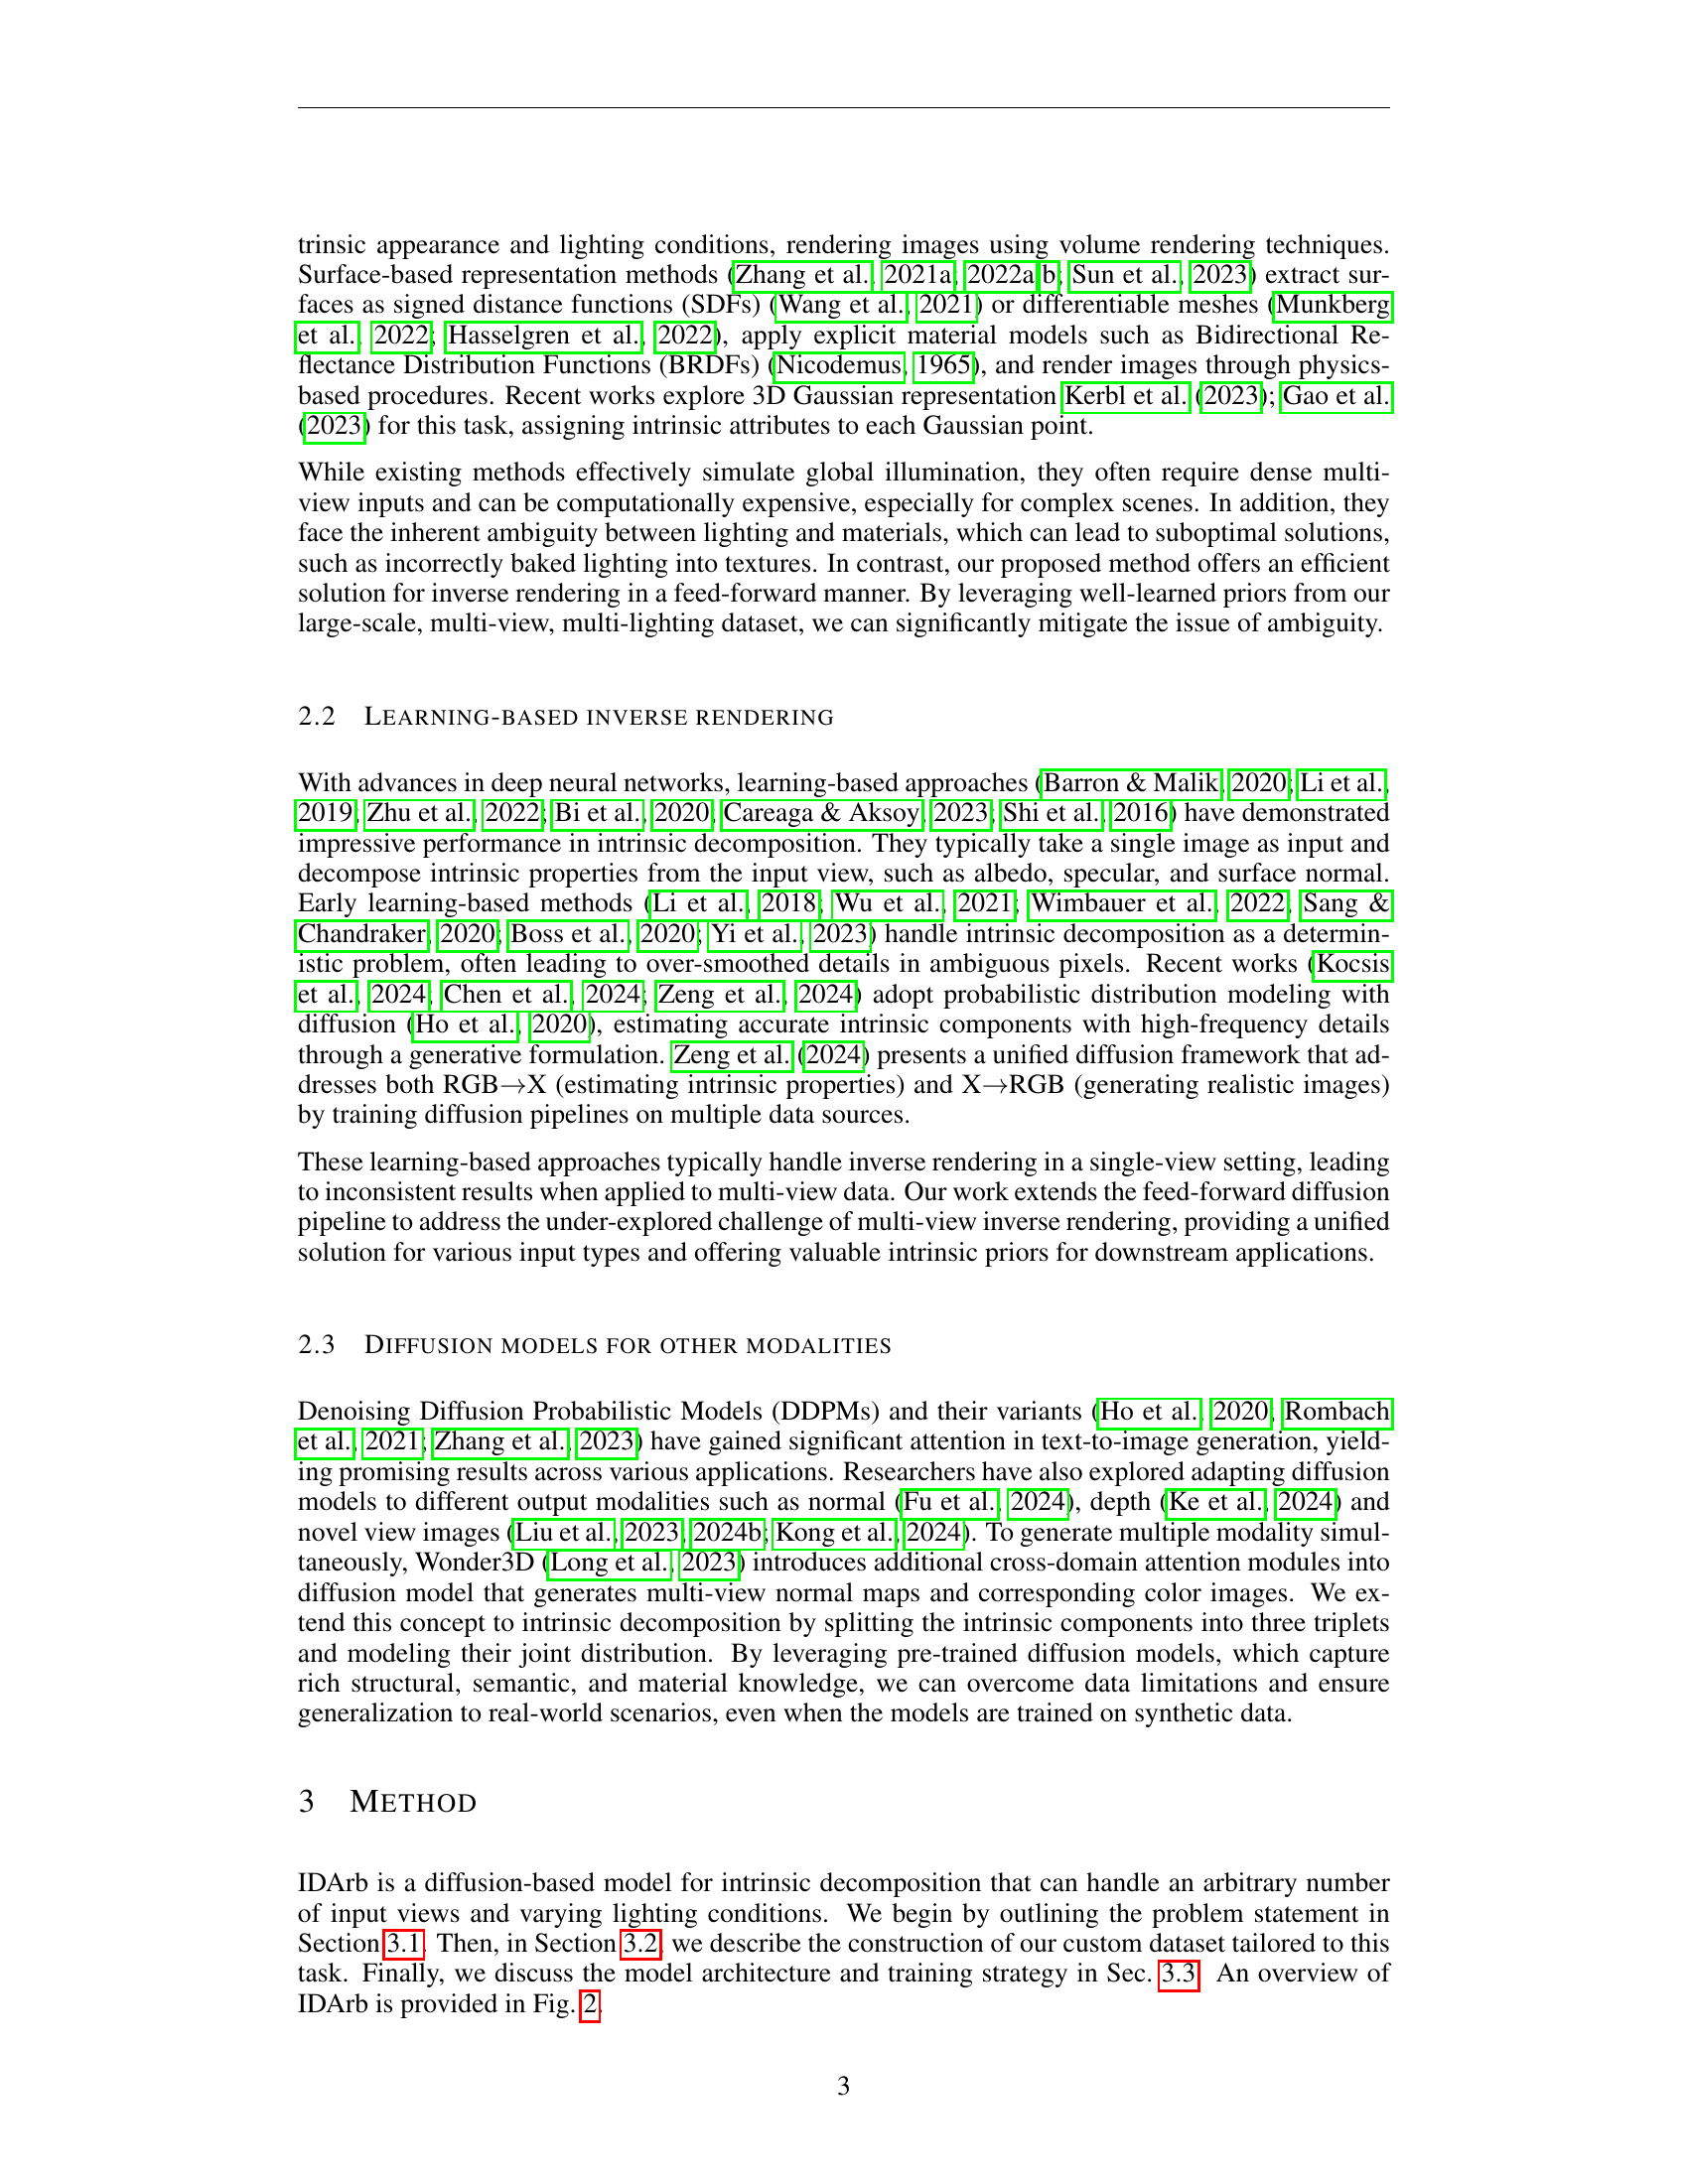 trinsic appearance and lighting conditions, rendering images using volume rendering techniques.
Surface-based representation methods (Zhang et al., 2021a; 2022a;b; Sun et al., 2023) extract sur-
faces as signed distance functions (SDFs) (Wang et al., 2021) or differentiable meshes (Munkberg
et al., 2022; Hasselgren et al., 2022), apply explicit material models such as Bidirectional Re-
flectance Distribution Functions (BRDFs) (Nicodemus, 1965), and render images through physics-
based procedures. Recent works explore 3D Gaussian representation Kerbl et al. (2023); Gao et al.
(2023) for this task, assigning intrinsic attributes to each Gaussian point.
While existing methods effectively simulate global illumination, they often require dense multi-
view inputs and can be computationally expensive, especially for complex scenes. In addition, they
face the inherent ambiguity between lighting and materials, which can lead to suboptimal solutions,
such as incorrectly baked lighting into textures. In contrast, our proposed method offers an efficient
solution for inverse rendering in a feed-forward manner. By leveraging well-learned priors from our
large-scale, multi-view, multi-lighting dataset, we can significantly mitigate the issue of ambiguity.
2.2 LEARNING-BASED INVERSE RENDERING
With advances in deep neural networks, learning-based approaches (Barron & Malik, 2020; Li et al.,
2019; Zhu et al., 2022; Bi et al., 2020; Careaga & Aksoy, 2023; Shi et al., 2016) have demonstrated
impressive performance in intrinsic decomposition. They typically take a single image as input and
decompose intrinsic properties from the input view, such as albedo, specular, and surface normal.
Early learning-based methods (Li et al., 2018; Wu et al., 2021; Wimbauer et al., 2022; Sang &
Chandraker, 2020; Boss et al., 2020; Yi et al., 2023) handle intrinsic decomposition as a determin-
istic problem, often leading to over-smoothed details in ambiguous pixels. Recent works (Kocsis
et al., 2024; Chen et al., 2024; Zeng et al., 2024) adopt probabilistic distribution modeling with
diffusion (Ho et al., 2020), estimating accurate intrinsic components with high-frequency details
through a generative formulation. Zeng et al. (2024) presents a unified diffusion framework that ad-
dresses both RGB→X (estimating intrinsic properties) and X→RGB (generating realistic images)
by training diffusion pipelines on multiple data sources.
These learning-based approaches typically handle inverse rendering in a single-view setting, leading
to inconsistent results when applied to multi-view data. Our work extends the feed-forward diffusion
pipeline to address the under-explored challenge of multi-view inverse rendering, providing a unified
solution for various input types and offering valuable intrinsic priors for downstream applications.
2.3 DIFFUSION MODELS FOR OTHER MODALITIES
Denoising Diffusion Probabilistic Models (DDPMs) and their variants (Ho et al., 2020; Rombach
et al., 2021; Zhang et al., 2023) have gained significant attention in text-to-image generation, yield-
ing promising results across various applications. Researchers have also explored adapting diffusion
models to different output modalities such as normal (Fu et al., 2024), depth (Ke et al., 2024) and
novel view images (Liu et al., 2023; 2024b; Kong et al., 2024). To generate multiple modality simul-
taneously, Wonder3D (Long et al., 2023) introduces additional cross-domain attention modules into
diffusion model that generates multi-view normal maps and corresponding color images. We ex-
tend this concept to intrinsic decomposition by splitting the intrinsic components into three triplets
and modeling their joint distribution. By leveraging pre-trained diffusion models, which capture
rich structural, semantic, and material knowledge, we can overcome data limitations and ensure
generalization to real-world scenarios, even when the models are trained on synthetic data.
3 METHOD
IDArb is a diffusion-based model for intrinsic decomposition that can handle an arbitrary number
of input views and varying lighting conditions. We begin by outlining the problem statement in
Section 3.1. Then, in Section 3.2, we describe the construction of our custom dataset tailored to this
task. Finally, we discuss the model architecture and training strategy in Sec. 3.3. An overview of
IDArb is provided in Fig. 2.
3